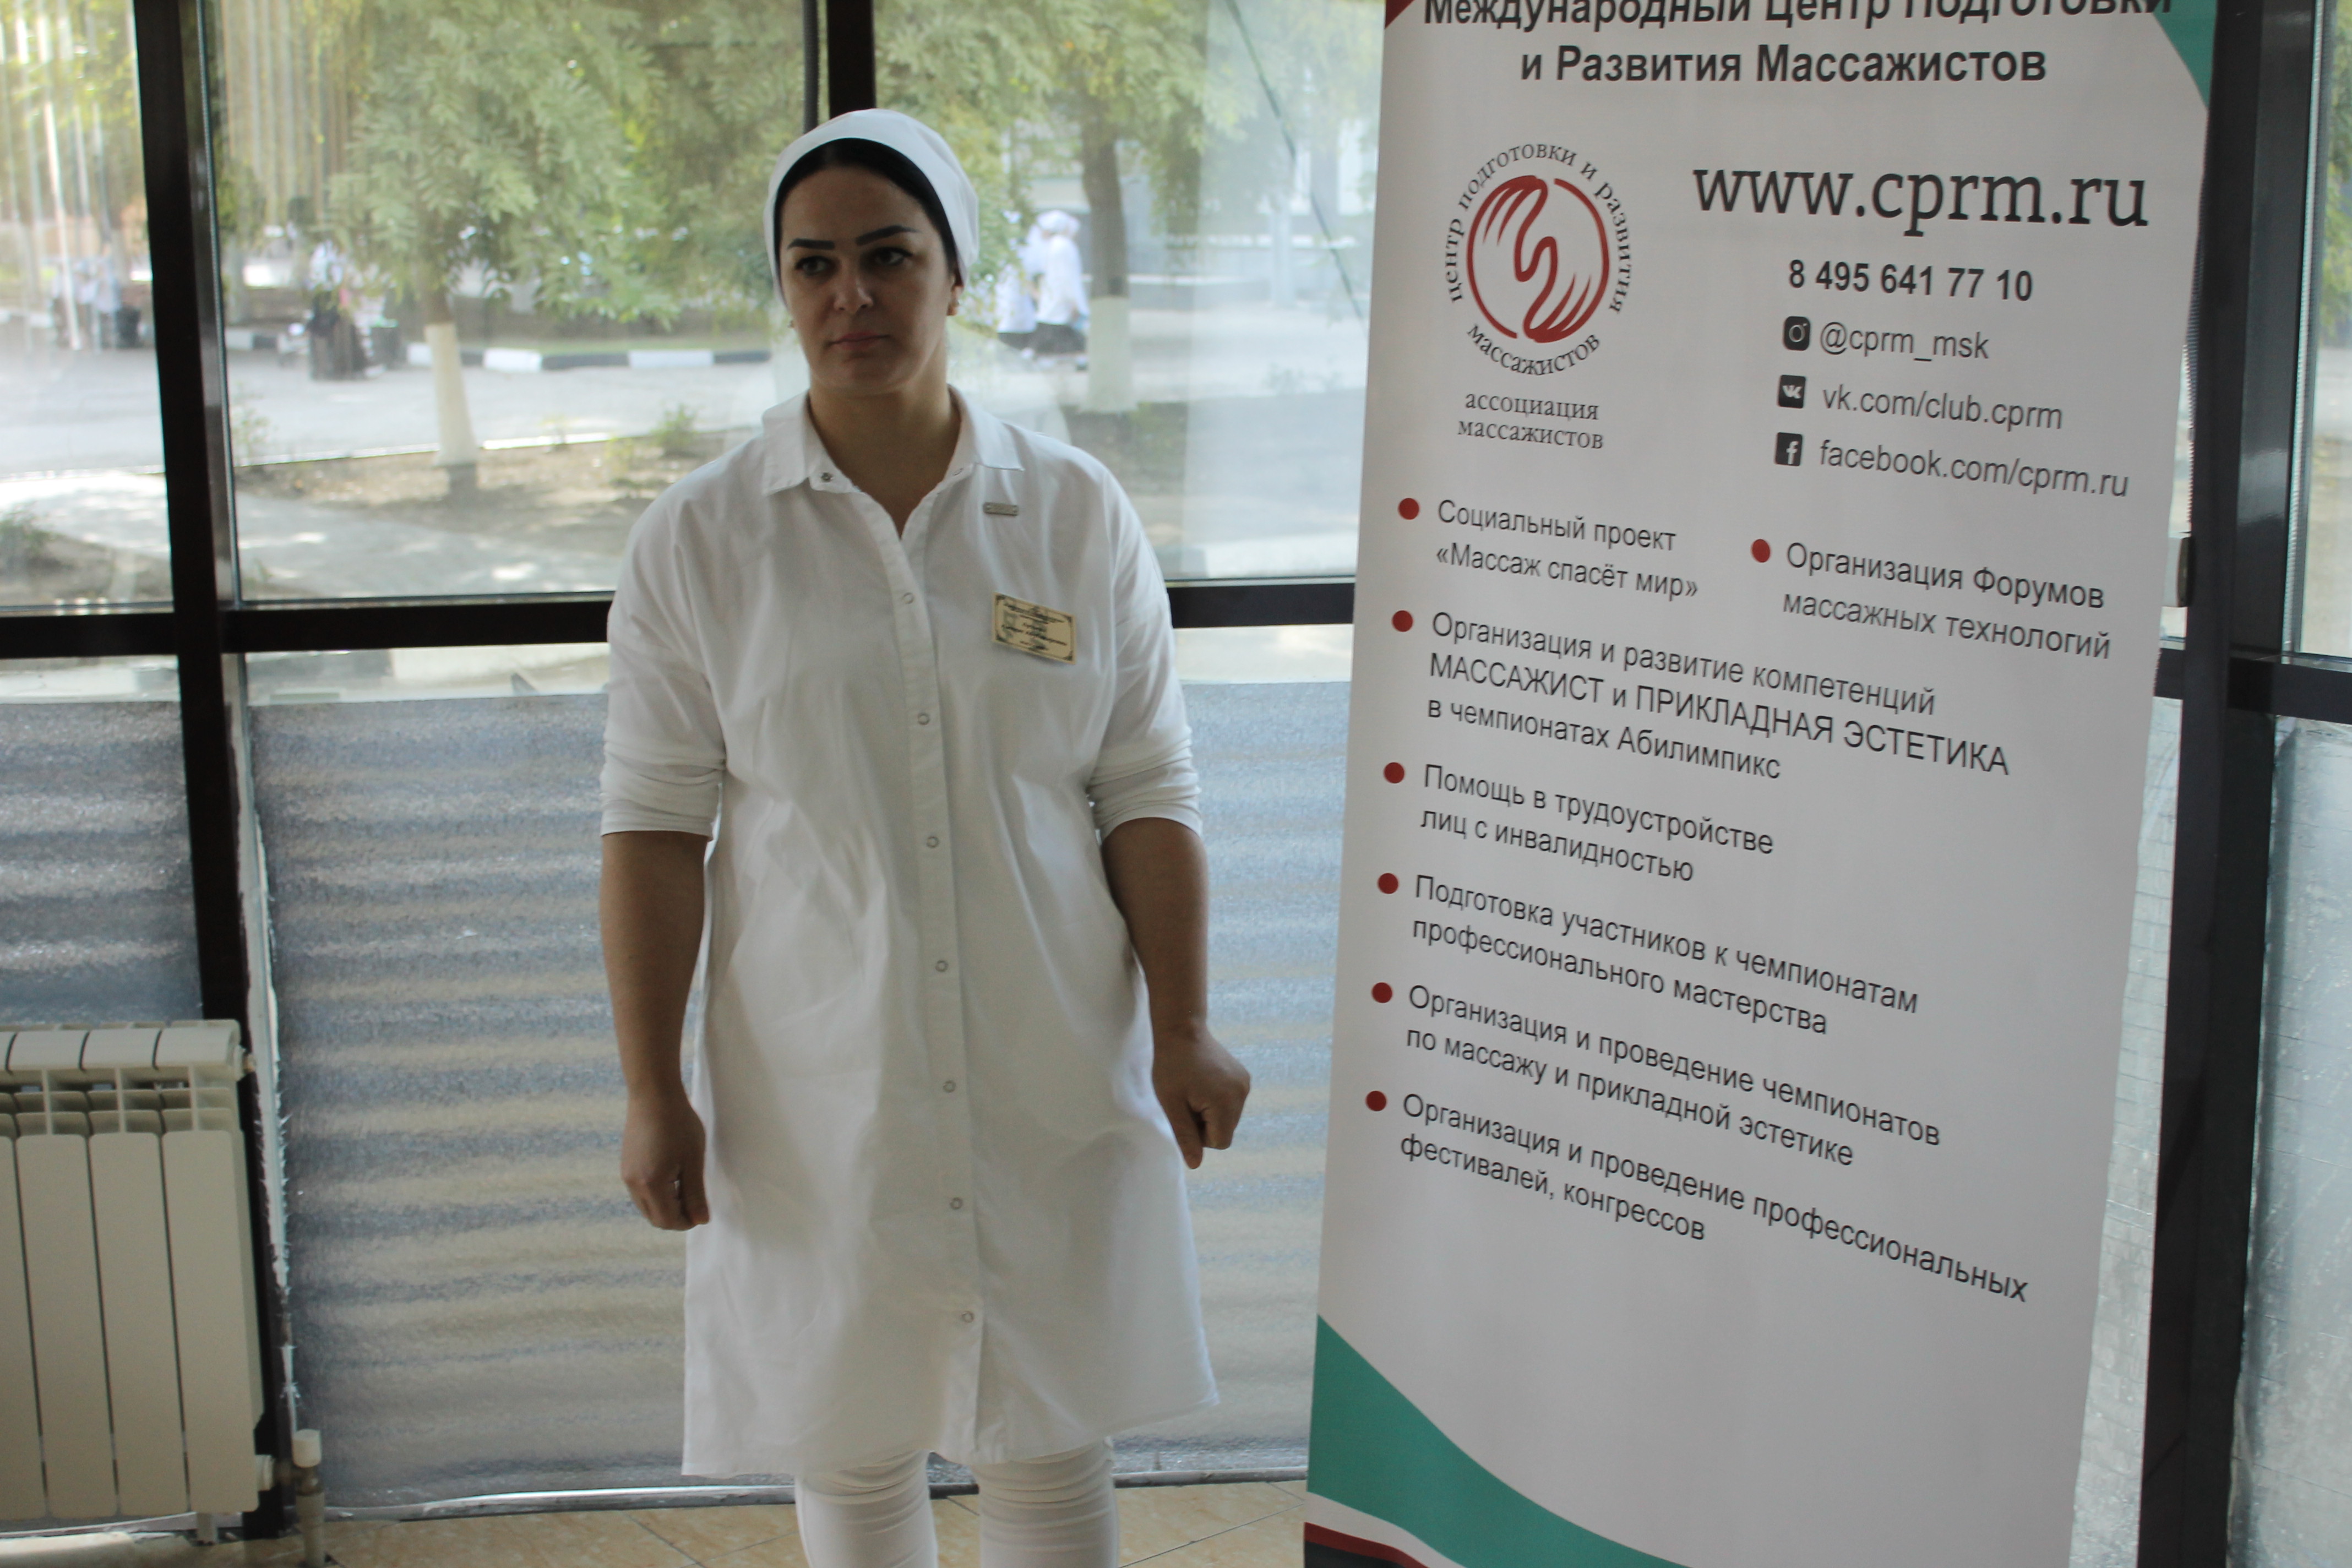 Международный Центр Подготовки
и Развития Массажистов
центр подготовки и развития
массажистов
ассоциация
массажистов
www.cprm.ru
8 495 641 77 10
@cprm_msk
vk.com/club.cprm
facebook.com/cprm.ru
Социальный проект
«Массаж спасёт мир»
Организация Форумов
массажных технологий
Организация и развитие компетенций
МАССАЖИСТ и ПРИКЛАДНАЯ ЭСТЕТИКА
в чемпионатах Абилимпикс
Помощь в трудоустройстве
лиц с инвалидностью
Подготовка участников к чемпионатам
профессионального мастерства
Организация и проведение чемпионатов
по массажу и прикладной эстетике
Организация и проведение профессиональных
фестивалей, конгрессов